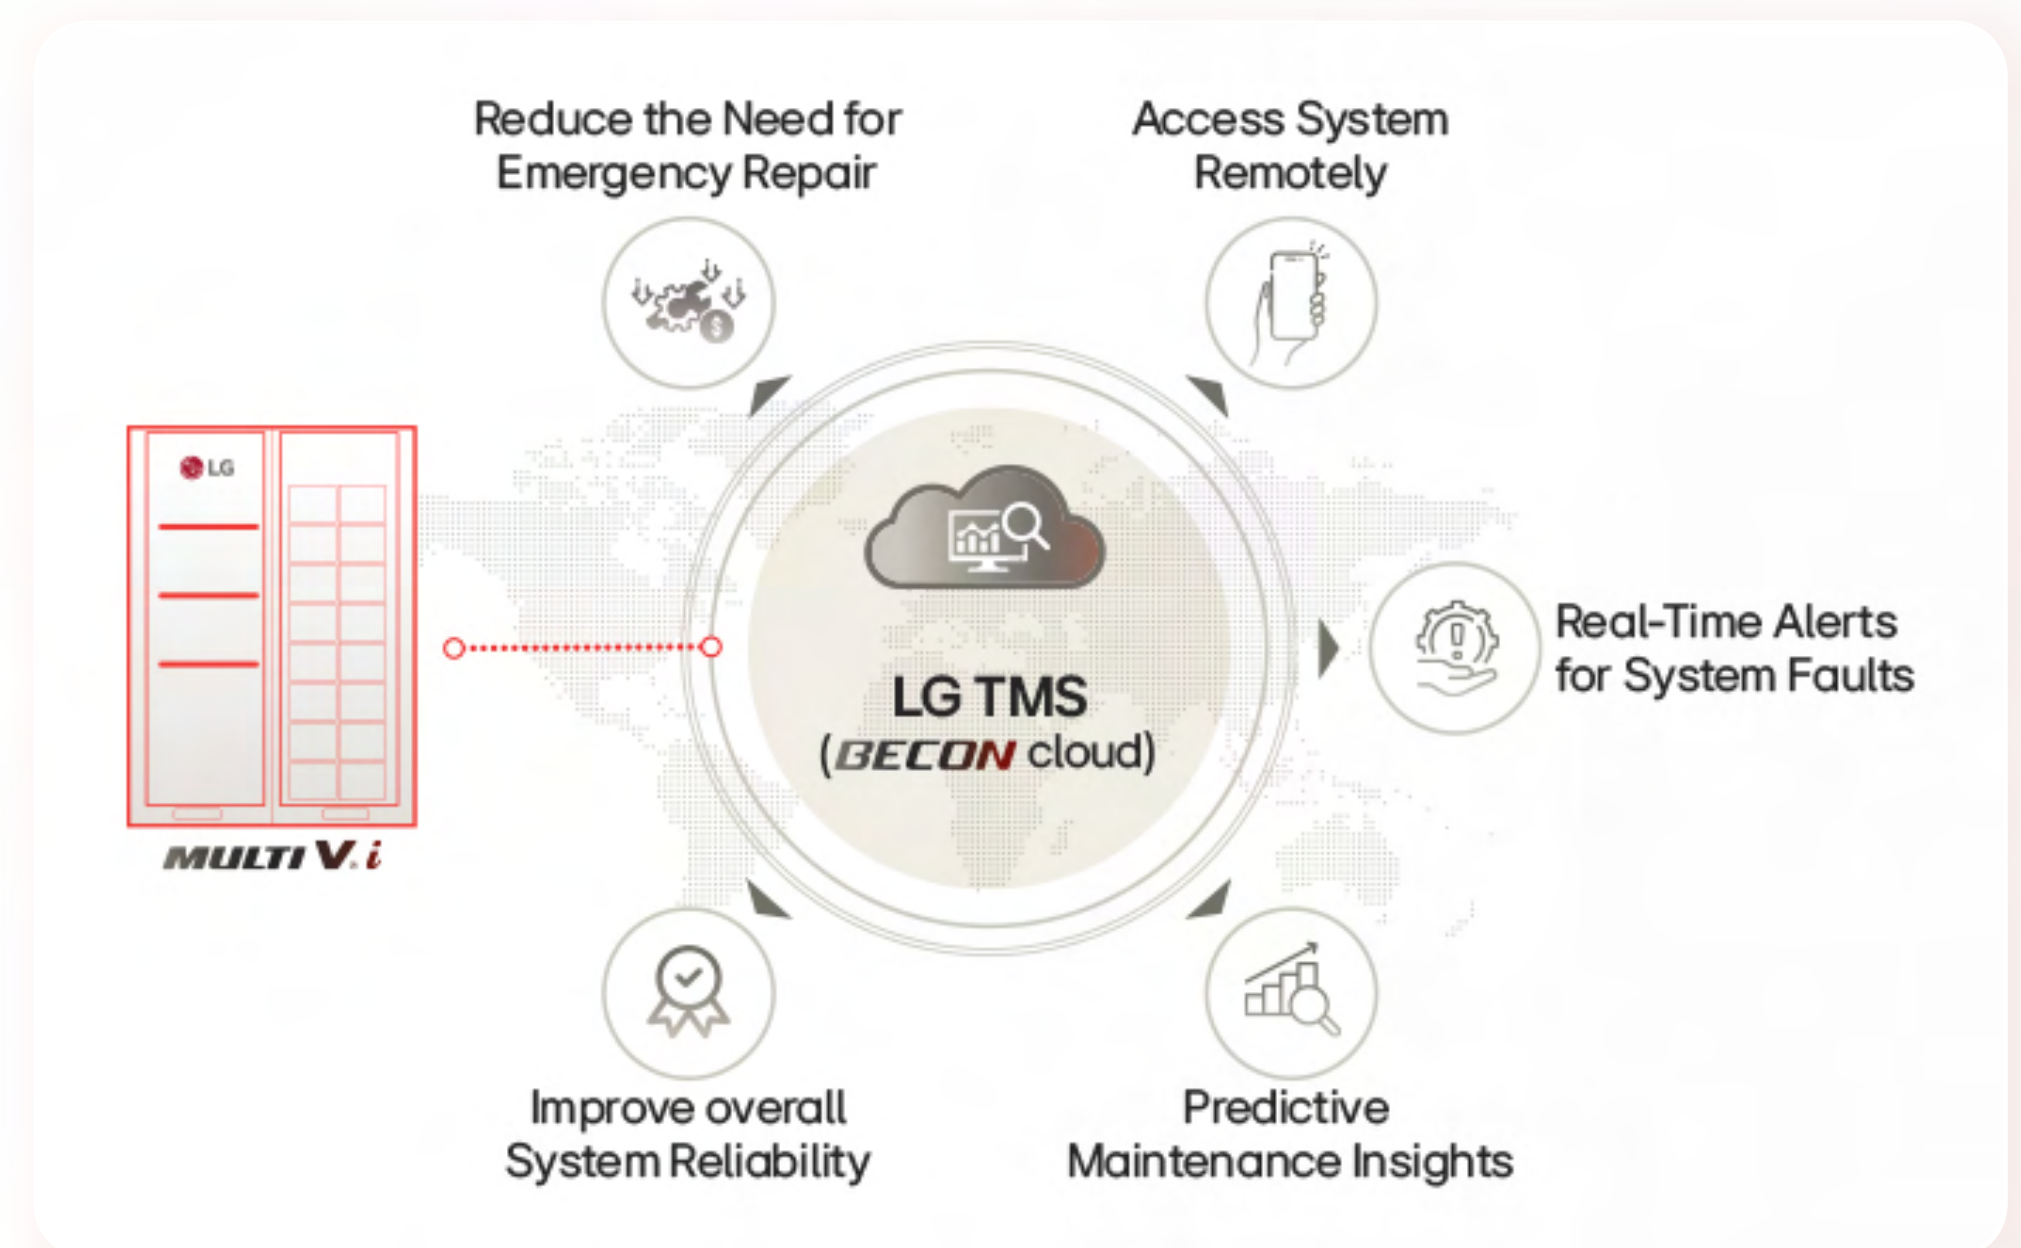 Reduce the Need for
Emergency Repair
Access System
Remotely
$
LG
LG TMS
(BECON cloud)
Real-Time Alerts
for System Faults
MULTI V. i
Improve overall
System Reliability
Predictive
Maintenance Insights